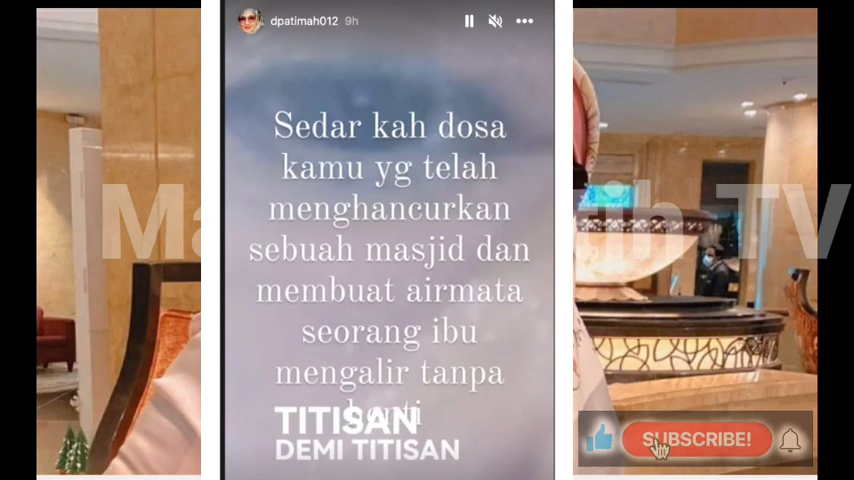 dpatimah012 9h
Sedar kah dosa
kamu yg telah
menghancurkan
sebuah masjid dan
membuat airmata
seorang ibu
mengalir tanpa
TITISAN
DEMI TITISAN
TV
SUBSCRIBE!